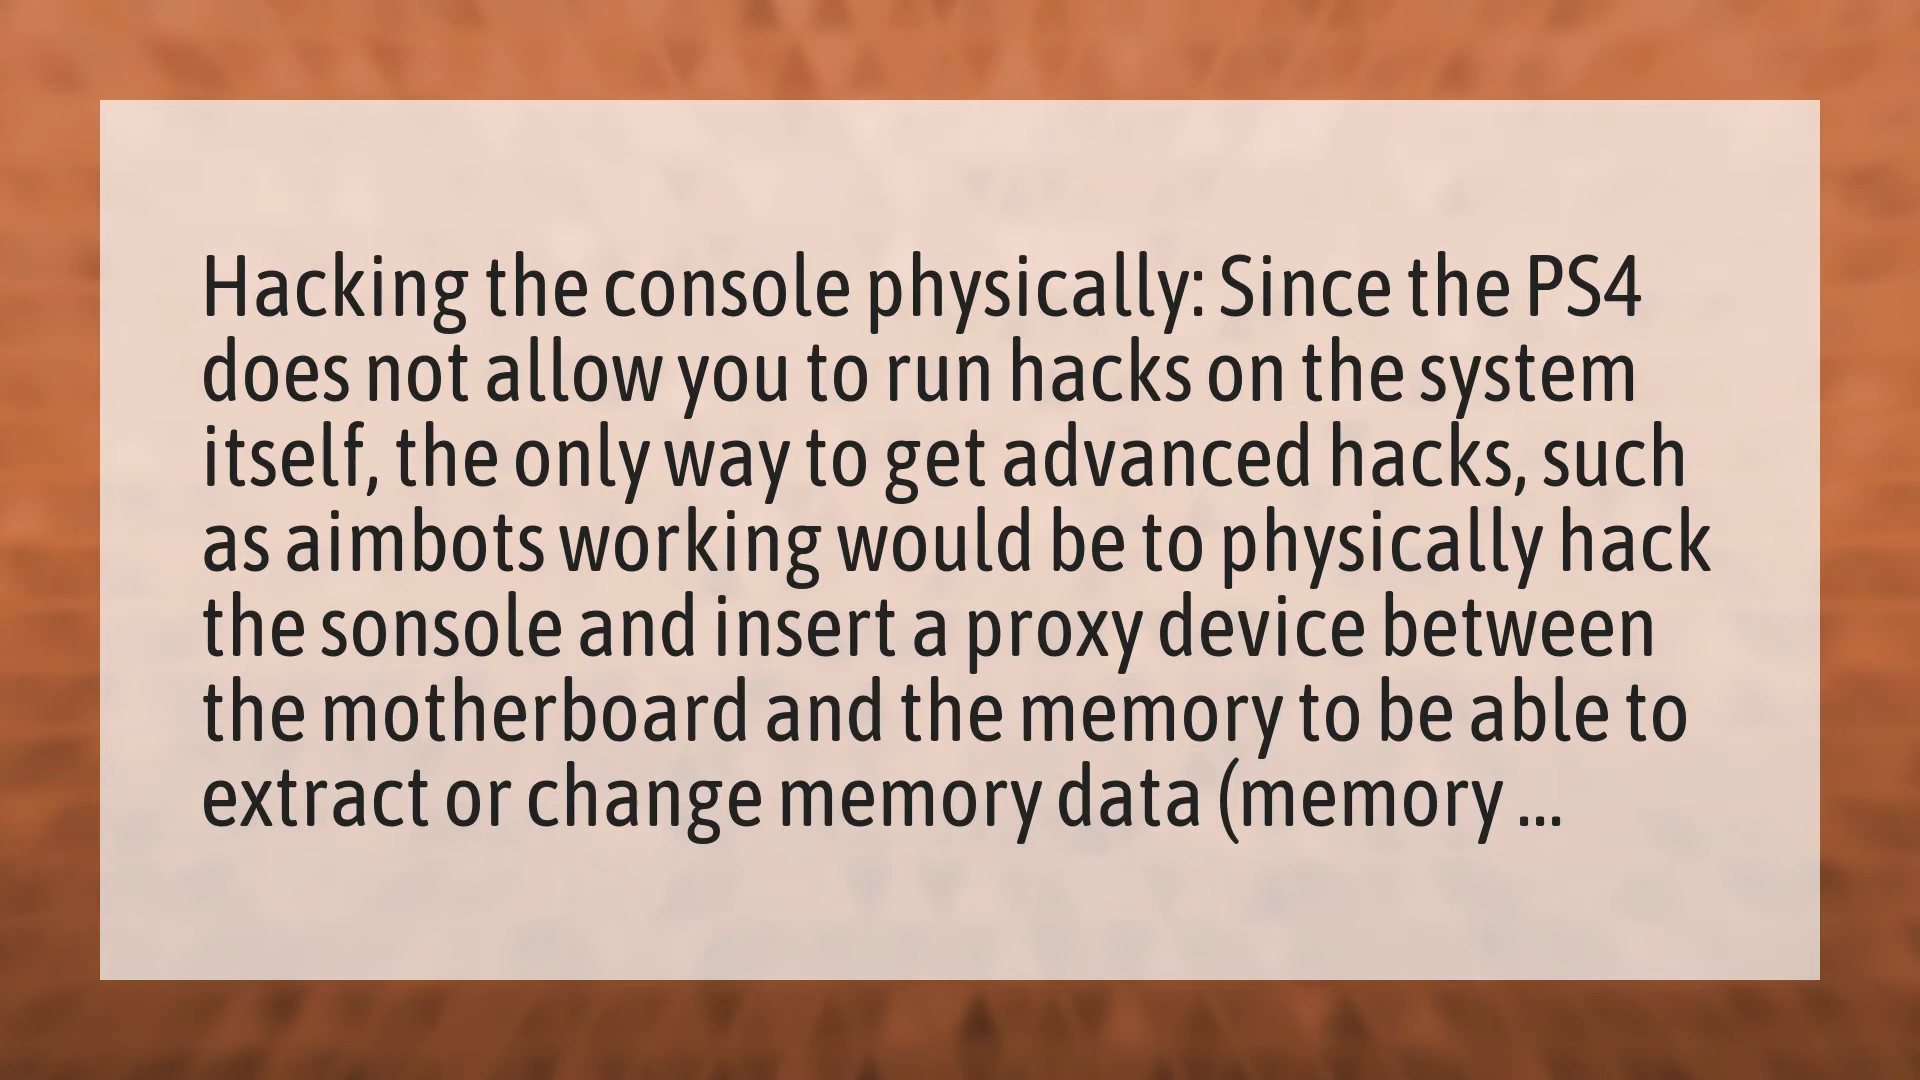 Hacking the console physically: Since the PS4
does not allow you to run hacks on the system
itself, the only way to get advanced hacks, such
as aimbots working would be to physically hack
the sonsole and insert a proxy device between
the motherboard and the memory to be able to
extract or change memory data (memory ...